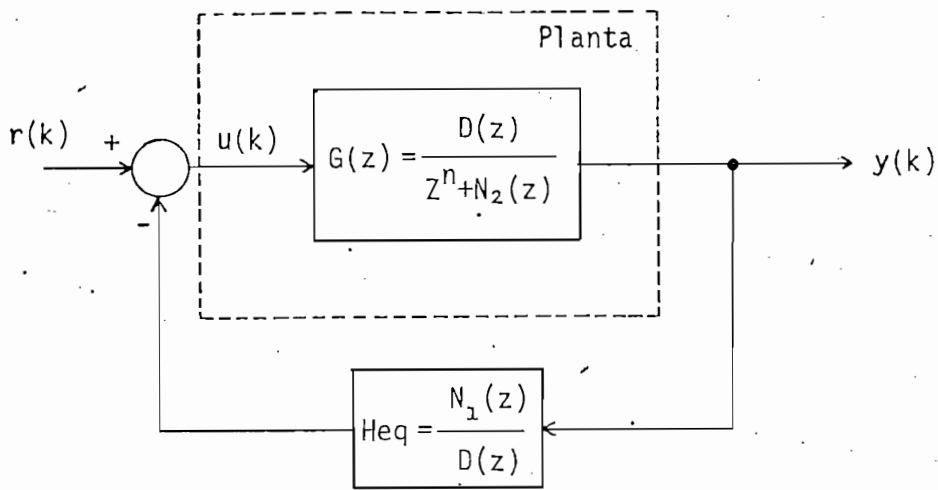 Planta
r(k)
+
u(k)
G(z) = D(z) / Z^n+N₂(z)
y(k)
-
Heq = N₁(z) / D(z)